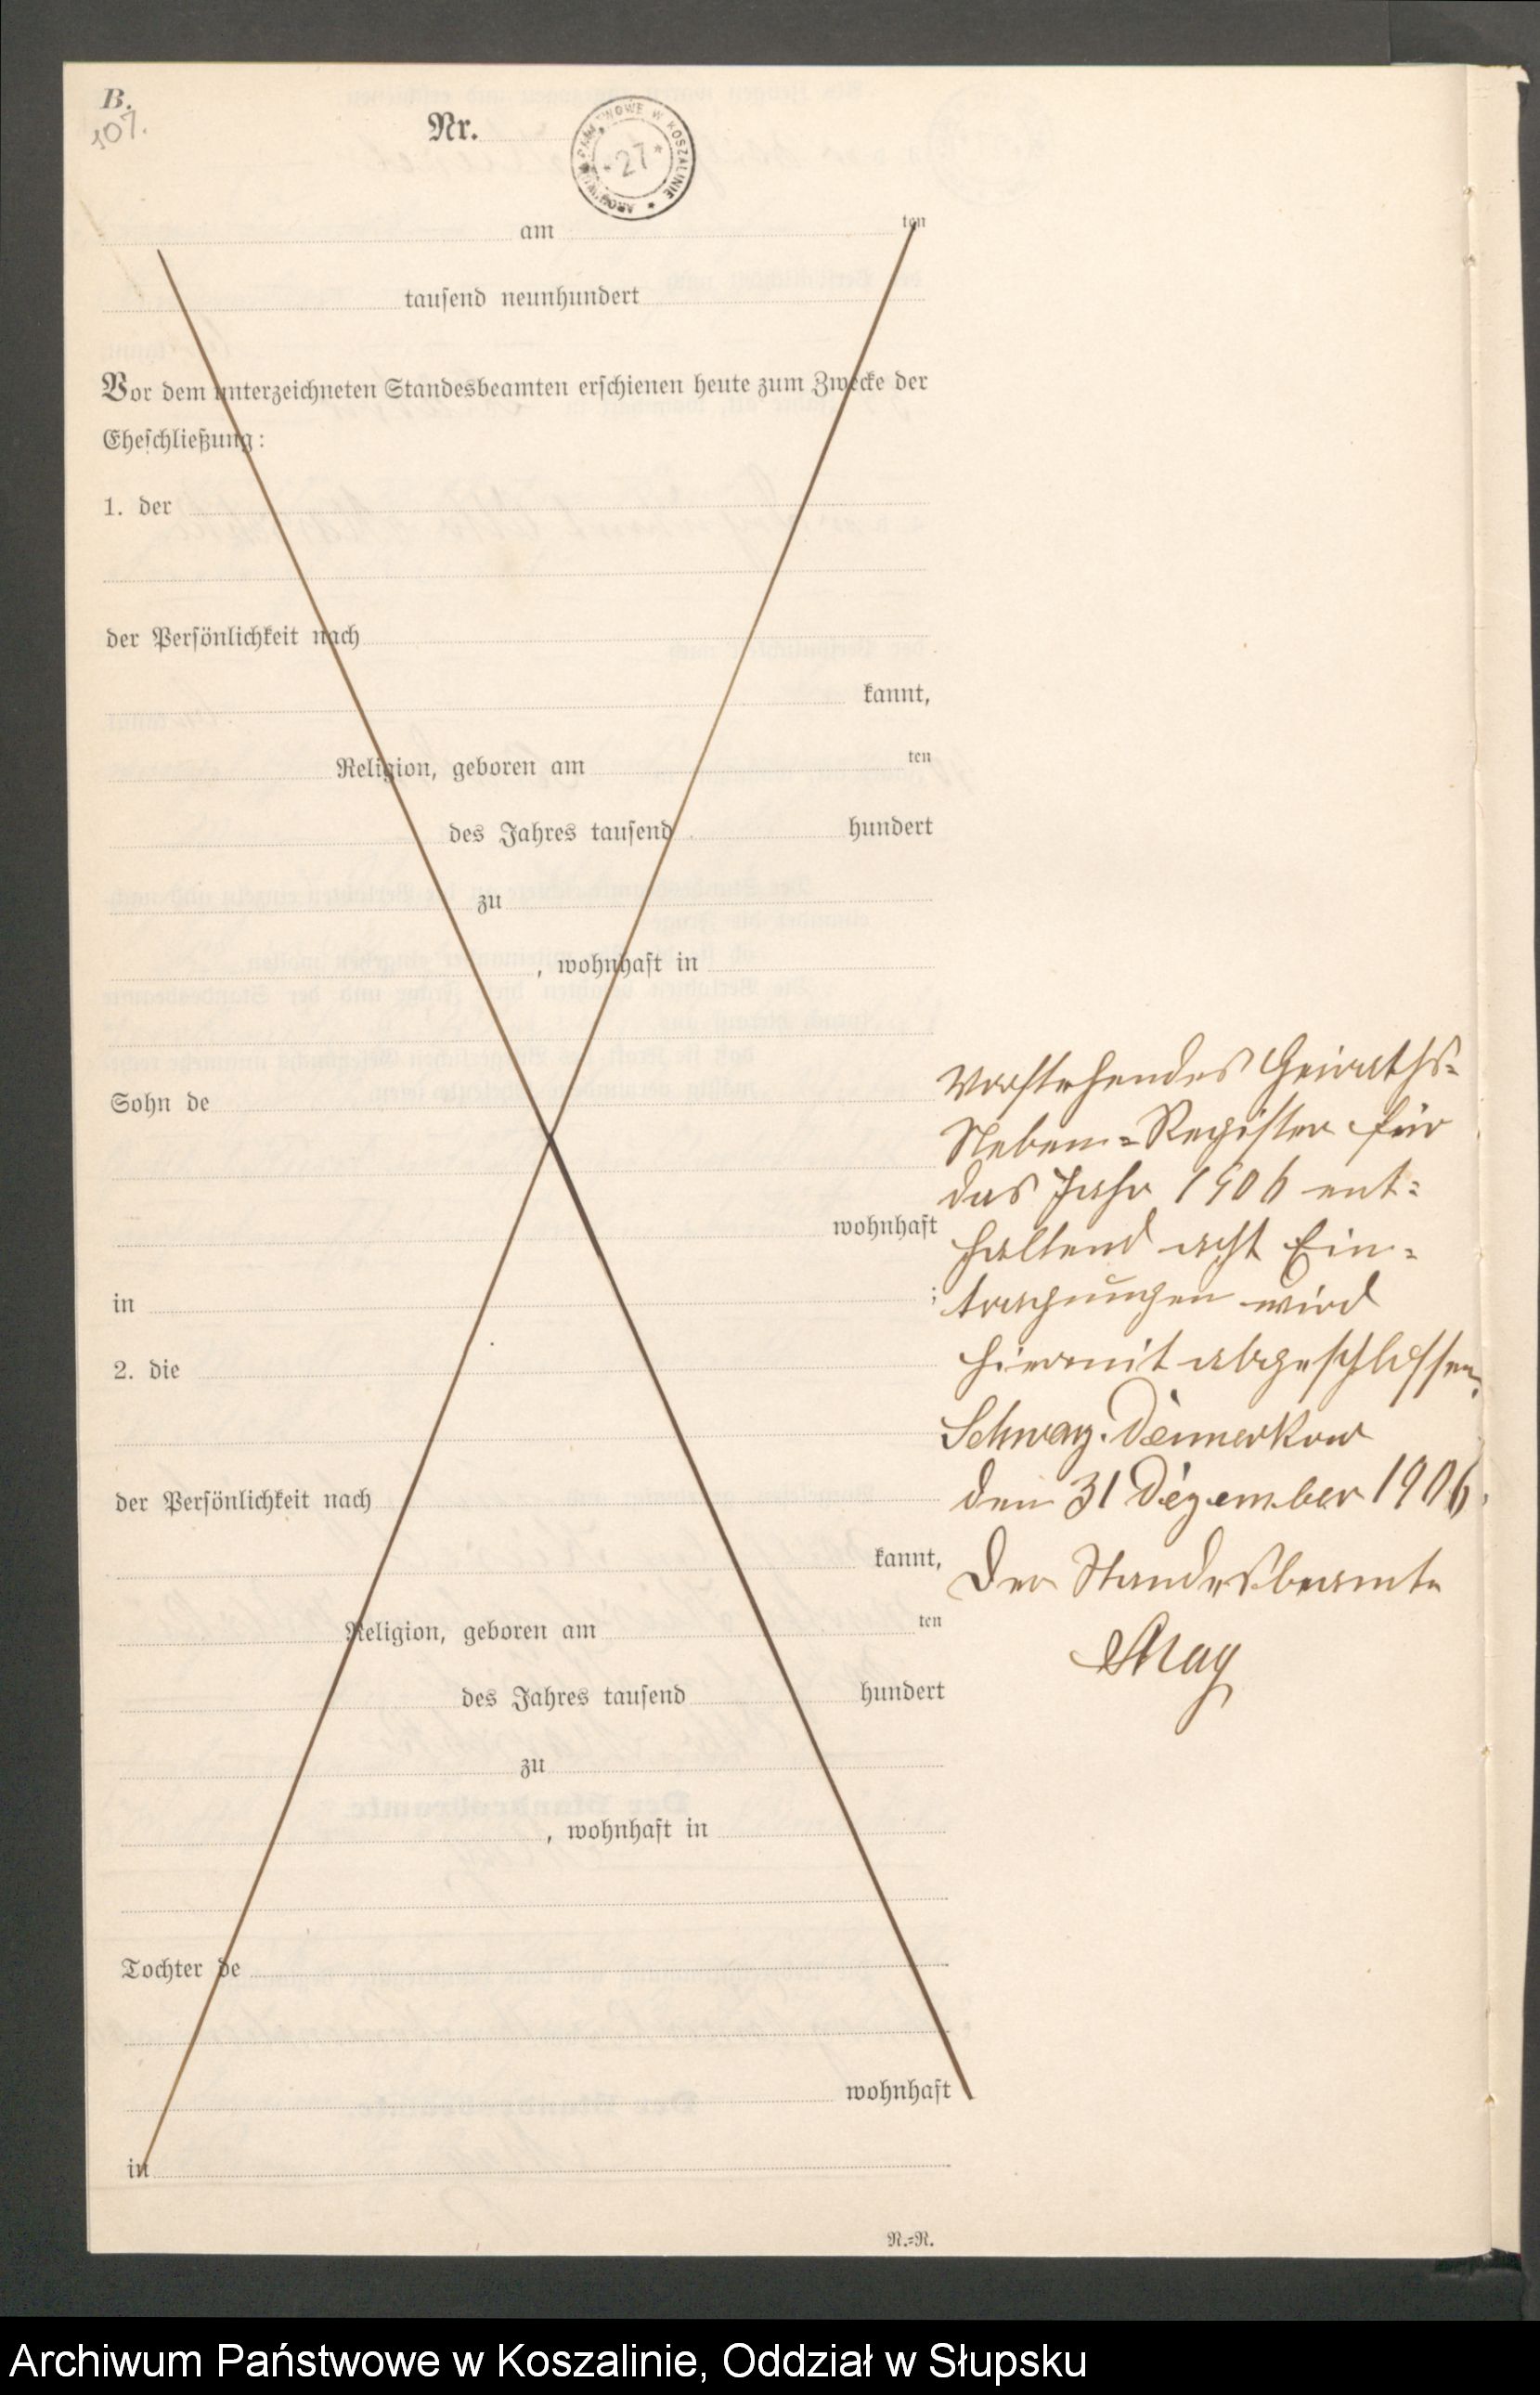 B.
107.
Nr.
ARCHIWUM PAŃSTWOWE W KOSZALINIE * 27 *
am ten
tausend neunhundert
Vor dem unterzeichneten Standesbeamten erschienen heute zum Zwecke der
Eheschließung:
1. der
der Persönlichkeit nach
kannt,
Religion, geboren am ten
des Jahres tausend hundert
zu
, wohnhaft in
Sohn de
wohnhaft
in ;
2. die
der Persönlichkeit nach
kannt,
Religion, geboren am ten
des Jahres tausend hundert
zu
, wohnhaft in
Tochter de
wohnhaft
in
N.=R.
Vorstehendes Heiraths=
Neben=Register für
das Jahr 1906 ent=
haltend acht Ein=
tragungen wird
hiermit abgeschlossen.
Dennerkow
den 31 Dezember 1906.
Der Standesbeamte
May
Archiwum Państwowe w Koszalinie, Oddział w Słupsku